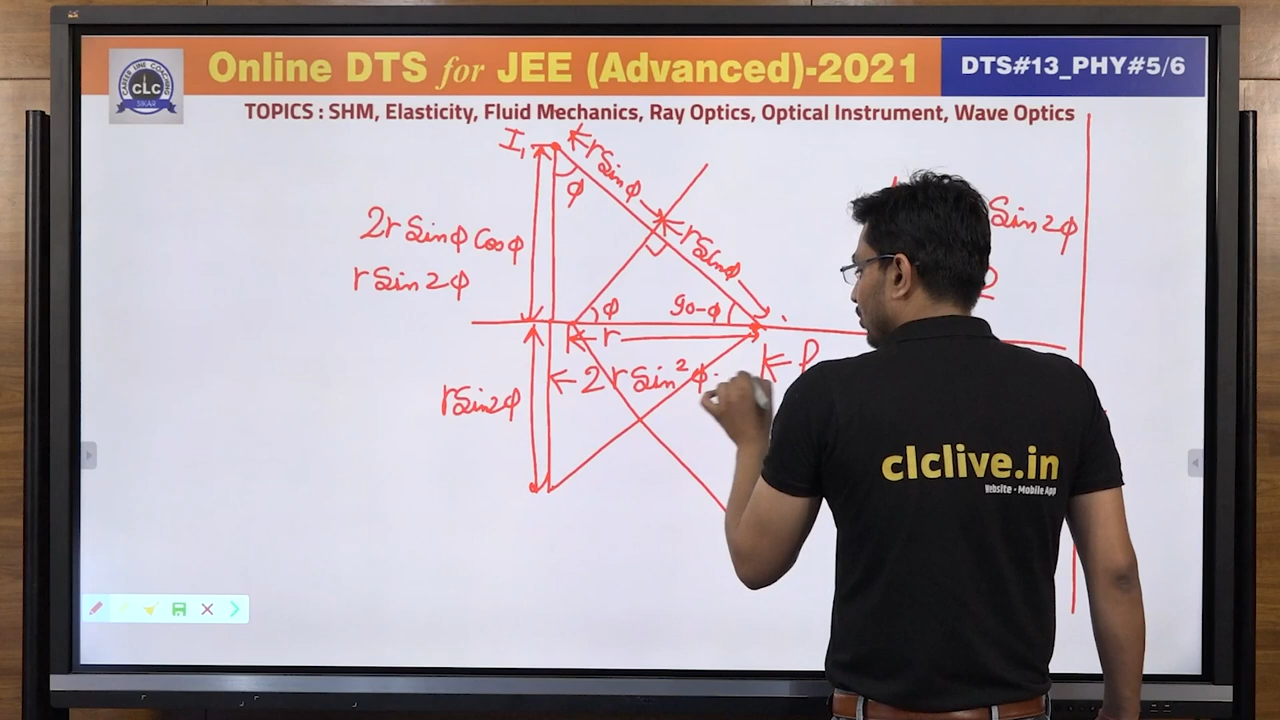 Online DTS for JEE (Advanced)-2021
DTS#13_PHY#5/6
CAREER LINE COACHING
CLC
SIKAR
TOPICS : SHM, Elasticity, Fluid Mechanics, Ray Optics, Optical Instrument, Wave Optics
I₁
r Sinφ
φ
r Sinφ
2r Sinφ Cosφ
r Sin2φ
Sin2φ
2
φ
90-φ
r
r Sin2φ
2 r Sin²φ
clclive.in
Website - Mobile App